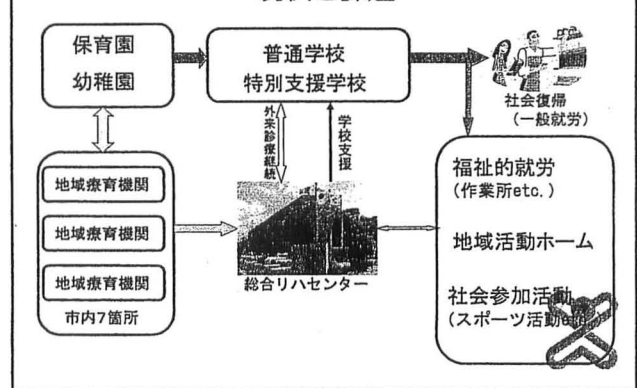 保育園
幼稚園
普通学校
特別支援学校
社会復帰
(一般就労)
外来診療継続
学校支援
地域療育機関
地域療育機関
地域療育機関
市内7箇所
総合リハセンター
福祉的就労
(作業所etc.)
地域活動ホーム
社会参加活動
(スポーツ活動etc.)